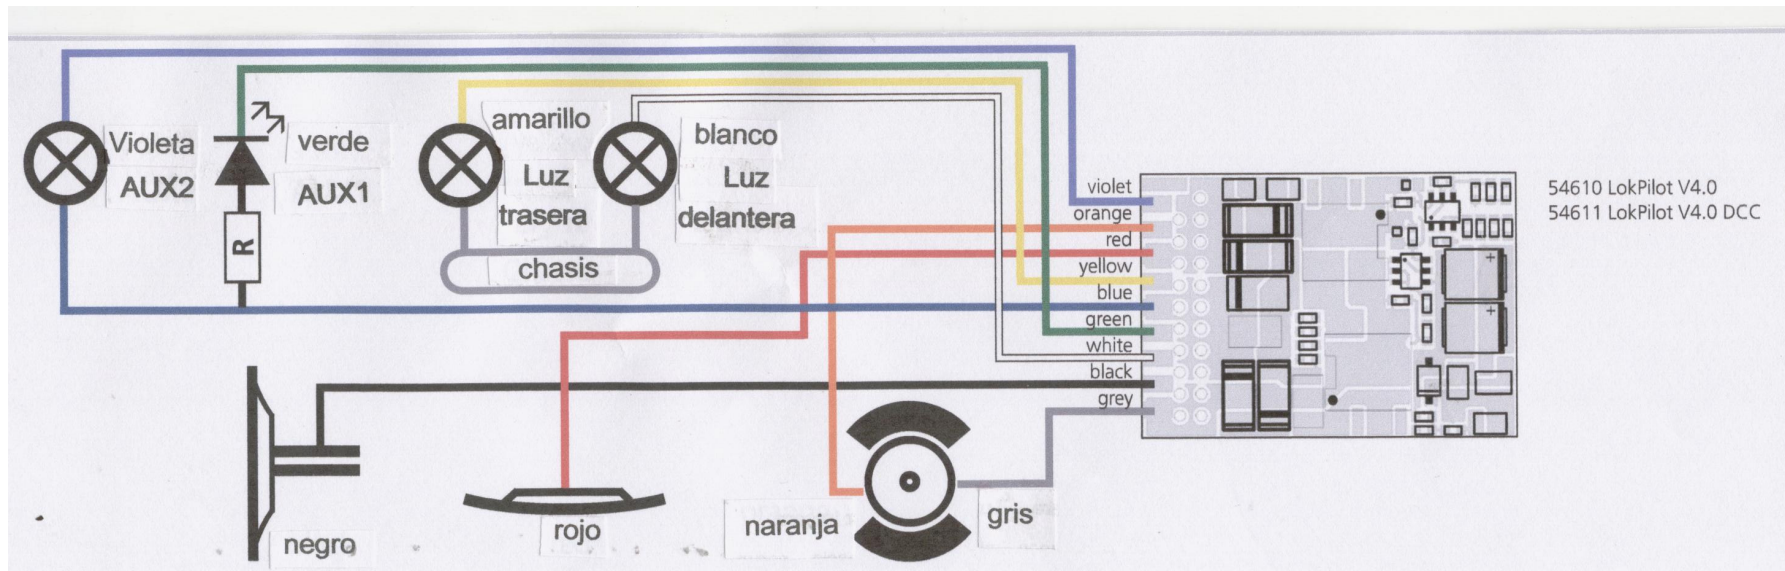 Violeta
AUX2
verde
AUX1
R
amarillo
Luz
trasera
blanco
Luz
delantera
chasis
violet
orange
red
yellow
blue
green
white
black
grey
54610 LokPilot V4.0
54611 LokPilot V4.0 DCC
+
+
negro
rojo
naranja
gris